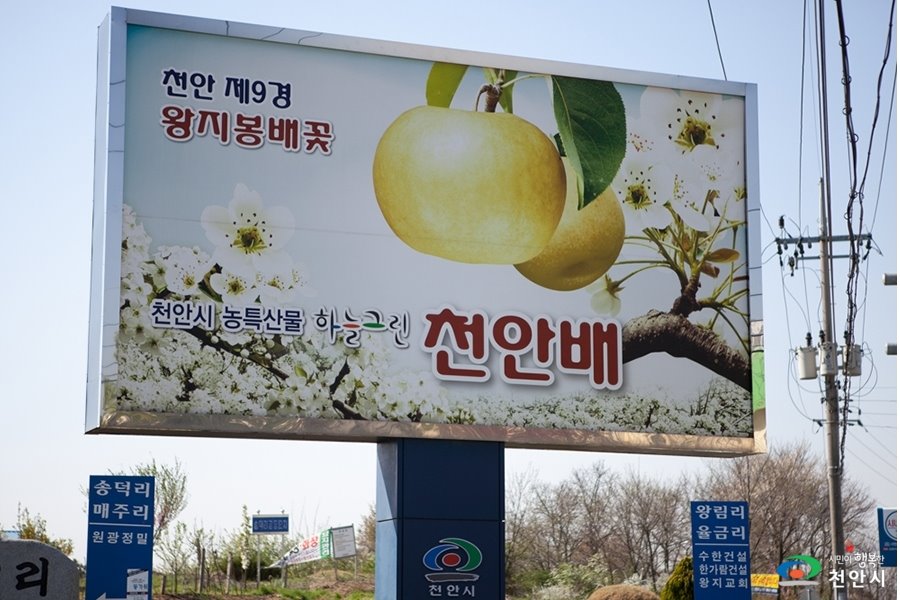 천안 제9경
왕지봉배꽃
천안시 농특산물 하늘그린 천안배
송덕리
매주리
원광정밀
리
천안시
왕림리
율금리
수한건설
한가람건설
왕지교회
시민이 행복한
천안시